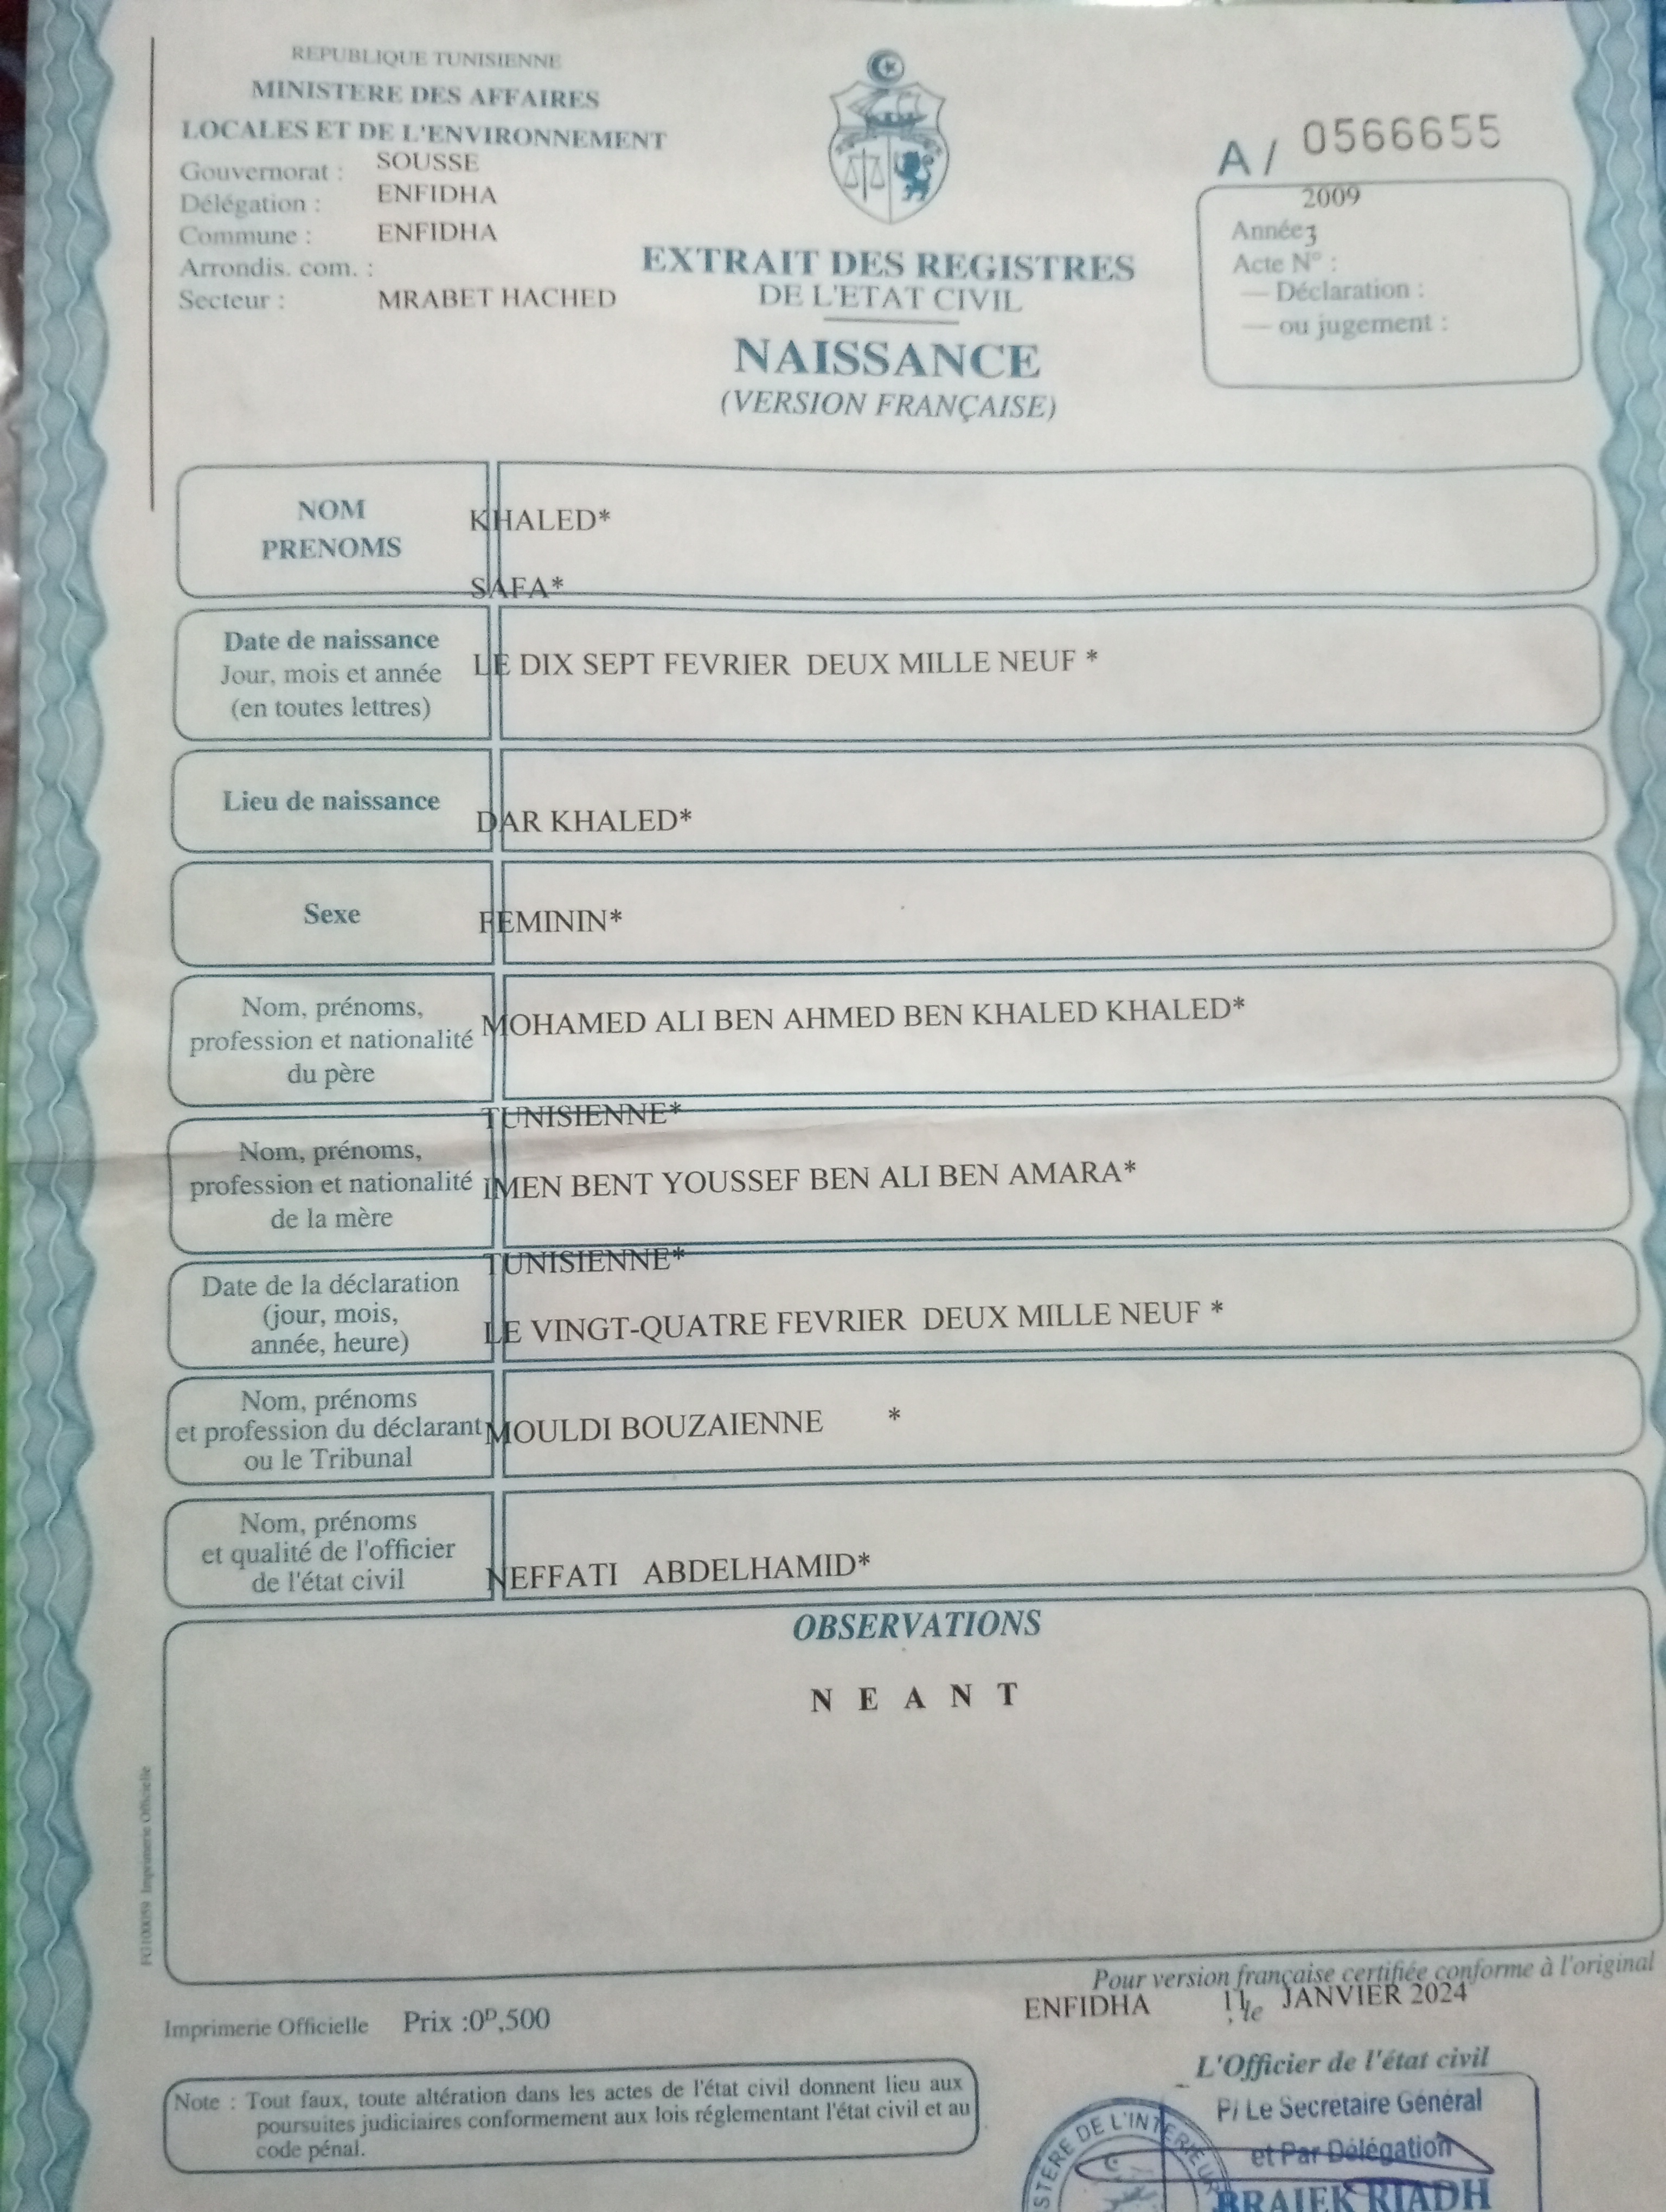 REPUBLIQUE TUNISIENNE
MINISTERE DES AFFAIRES
LOCALES ET DE L'ENVIRONNEMENT
Gouvernorat : SOUSSE
Délégation : ENFIDHA
Commune : ENFIDHA
Arrondis. com. :
Secteur : MRABET HACHED
A / 0566655
2009
Année 3
Acte N° :
— Déclaration :
— ou jugement :
EXTRAIT DES REGISTRES
DE L'ETAT CIVIL
NAISSANCE
(VERSION FRANÇAISE)
NOM KHALED*
PRENOMS
SAFA*
Date de naissance
Jour, mois et année
(en toutes lettres)
LE DIX SEPT FEVRIER DEUX MILLE NEUF *
Lieu de naissance
DAR KHALED*
Sexe
FEMININ*
Nom, prénoms,
profession et nationalité
du père
MOHAMED ALI BEN AHMED BEN KHALED KHALED*
TUNISIENNE*
Nom, prénoms,
profession et nationalité
de la mère
IMEN BENT YOUSSEF BEN ALI BEN AMARA*
TUNISIENNE*
Date de la déclaration
(jour, mois,
année, heure)
LE VINGT-QUATRE FEVRIER DEUX MILLE NEUF *
Nom, prénoms
et profession du déclarant
ou le Tribunal
MOULDI BOUZAIENNE *
Nom, prénoms
et qualité de l'officier
de l'état civil
NEFFATI ABDELHAMID*
OBSERVATIONS
N E A N T
FG100059 Imprimerie Officielle
Pour version française certifiée conforme à l'original
ENFIDHA 11 le JANVIER 2024
Imprimerie Officielle Prix :0ᴰ,500
L'Officier de l'état civil
P/ Le Secrétaire Général
et Par Délégation
BRAIEK RIADH
Note : Tout faux, toute altération dans les actes de l'état civil donnent lieu aux
poursuites judiciaires conformement aux lois réglementant l'état civil et au
code pénal.
DE L'INTERIEUR